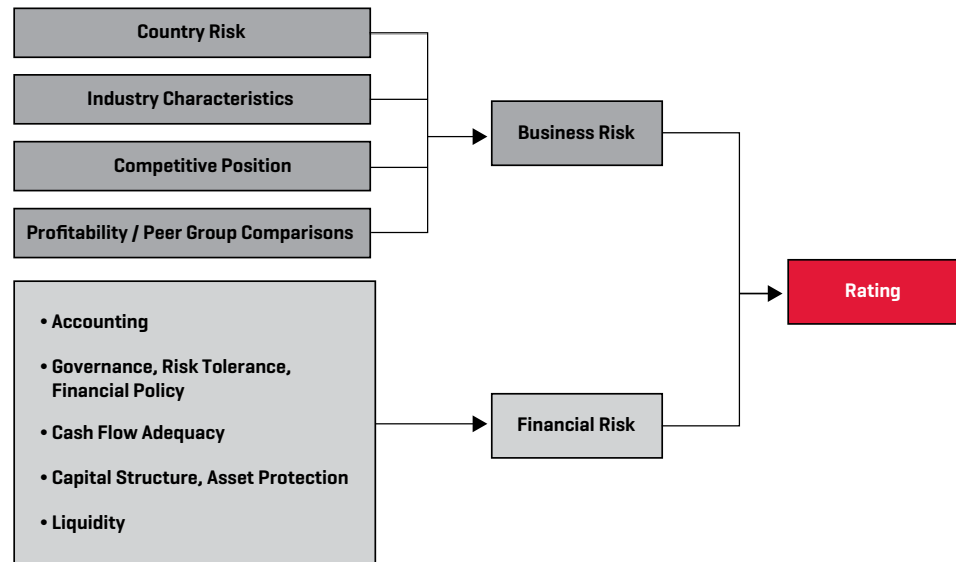 Country Risk
Industry Characteristics
Competitive Position
Profitability / Peer Group Comparisons
Business Risk
• Accounting
• Governance, Risk Tolerance,
Financial Policy
• Cash Flow Adequacy
• Capital Structure, Asset Protection
• Liquidity
Financial Risk
Rating